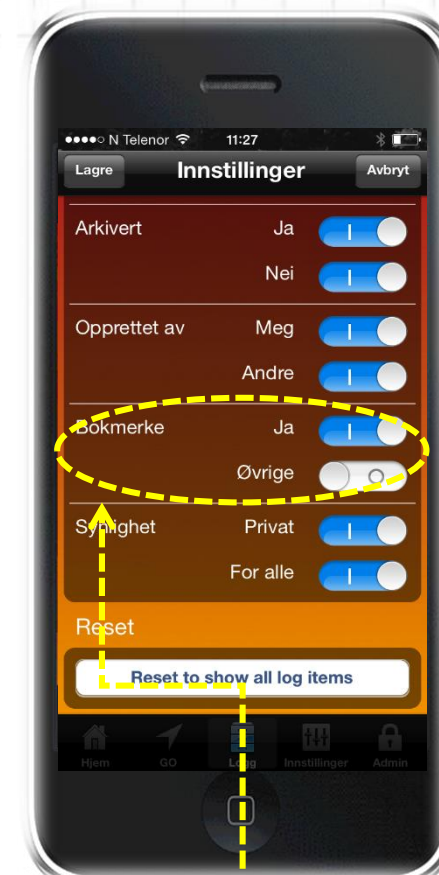 N Telenor 11:27
Lagre Innstillinger Avbryt
Arkivert Ja
Nei
Opprettet av Meg
Andre
Bokmerke Ja
Øvrige
Synlighet Privat
For alle
Reset
Reset to show all log items
Hjem GO Logg Innstillinger Admin